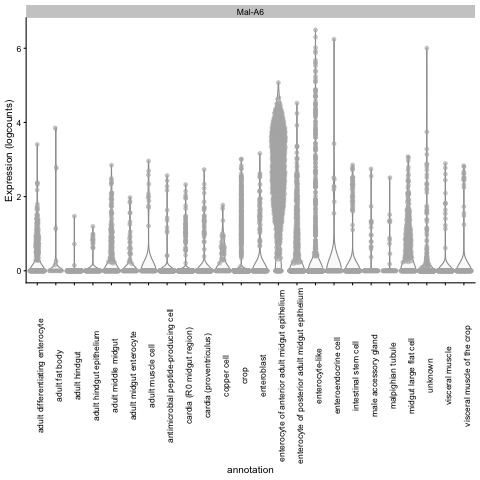 Mal-A6
Expression (logcounts)
6
4
2
0
adult differentiating enterocyte
adult fat body
adult hindgut
adult hindgut epithelium
adult middle midgut
adult midgut enterocyte
adult muscle cell
antimicrobial peptide-producing cell
cardia (R0 midgut region)
cardia (proventriculus)
copper cell
crop
enteroblast
enterocyte of anterior adult midgut epithelium
enterocyte of posterior adult midgut epithelium
enterocyte-like
enteroendocrine cell
intestinal stem cell
male accessory gland
malpighian tubule
midgut large flat cell
unknown
visceral muscle
visceral muscle of the crop
annotation